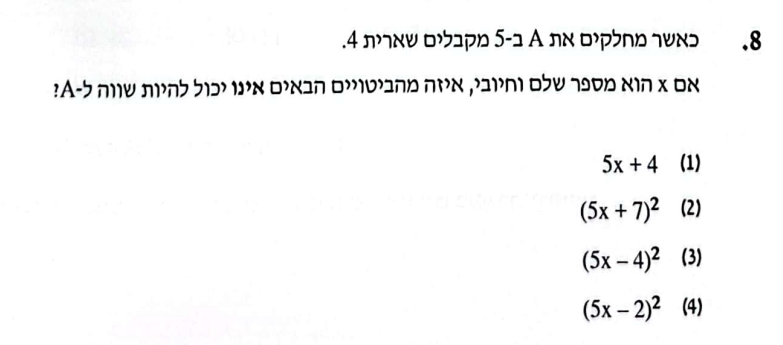 8. כאשר מחלקים את A ב-5 מקבלים שארית 4.
אם x הוא מספר שלם וחיובי, איזה מהביטויים הבאים אינו יכול להיות שווה ל-A?
(1) 5x + 4
(2) (5x + 7)²
(3) (5x – 4)²
(4) (5x – 2)²